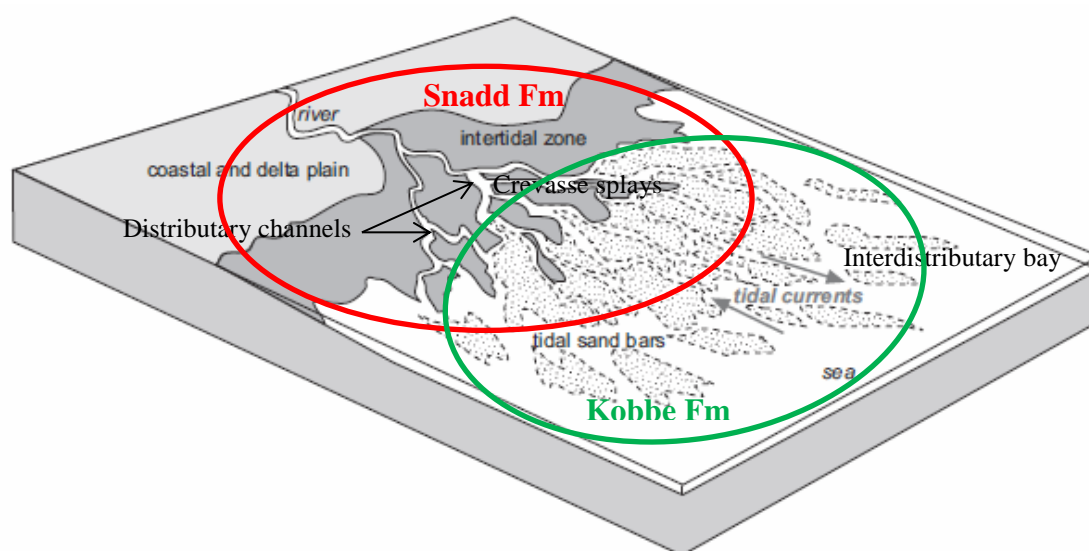 Snadd Fm
river
intertidal zone
coastal and delta plain
Crevasse splays
Distributary channels
Interdistributary bay
tidal currents
tidal sand bars
sea
Kobbe Fm